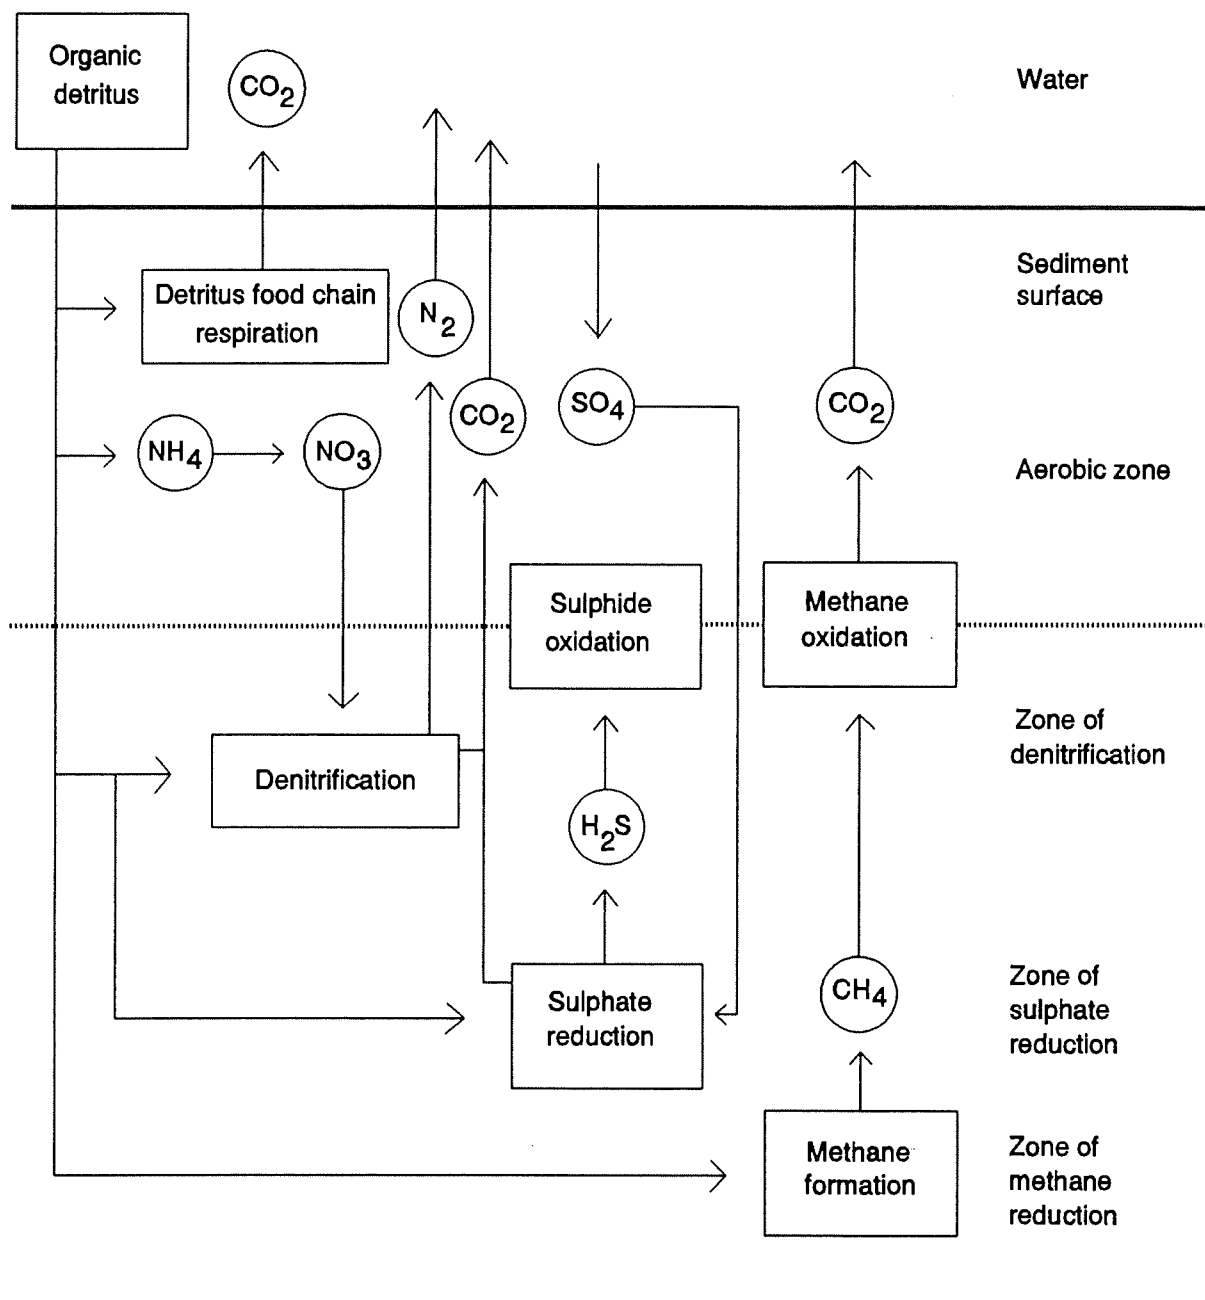 Organic
detritus
CO2
Water
Sediment
surface
Detritus food chain
respiration
N2
CO2
SO4
CO2
NH4
NO3
Aerobic zone
Sulphide
oxidation
Methane
oxidation
Zone of
denitrification
Denitrification
H2S
Sulphate
reduction
CH4
Zone of
sulphate
reduction
Methane
formation
Zone of
methane
reduction